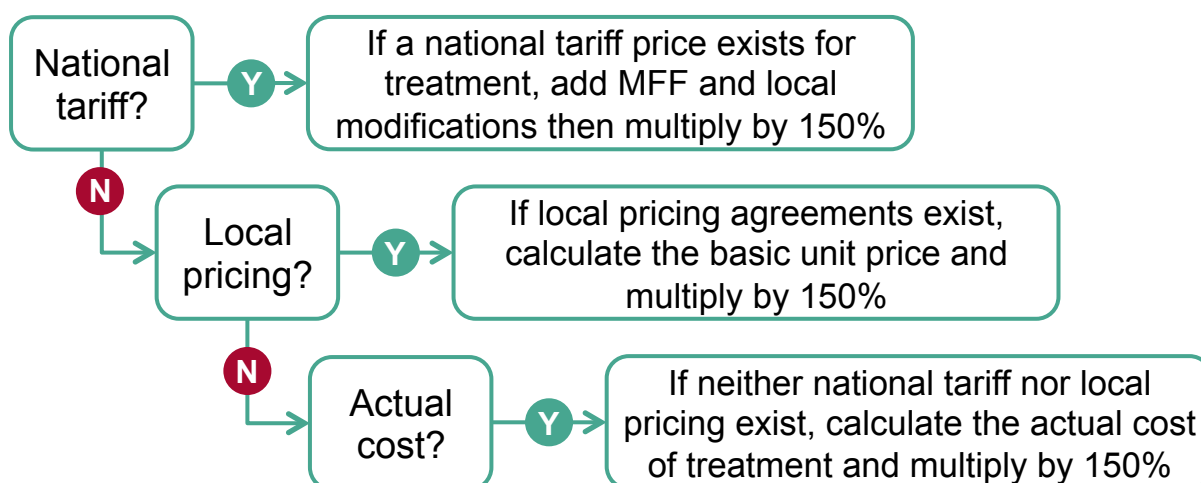 National
tariff?
Y
If a national tariff price exists for
treatment, add MFF and local
modifications then multiply by 150%
N
Local
pricing?
Y
If local pricing agreements exist,
calculate the basic unit price and
multiply by 150%
N
Actual
cost?
Y
If neither national tariff nor local
pricing exist, calculate the actual cost
of treatment and multiply by 150%